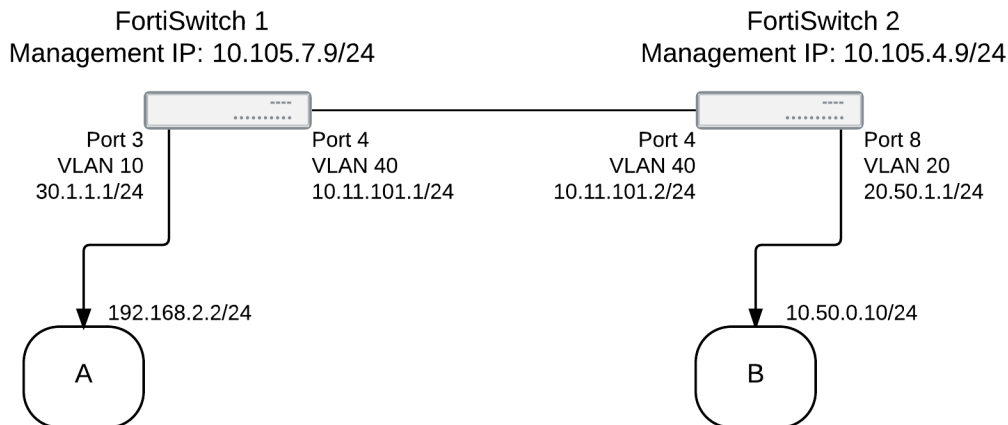 FortiSwitch 1
Management IP: 10.105.7.9/24
FortiSwitch 2
Management IP: 10.105.4.9/24
Port 3
VLAN 10
30.1.1.1/24
Port 4
VLAN 40
10.11.101.1/24
Port 4
VLAN 40
10.11.101.2/24
Port 8
VLAN 20
20.50.1.1/24
192.168.2.2/24
A
10.50.0.10/24
B